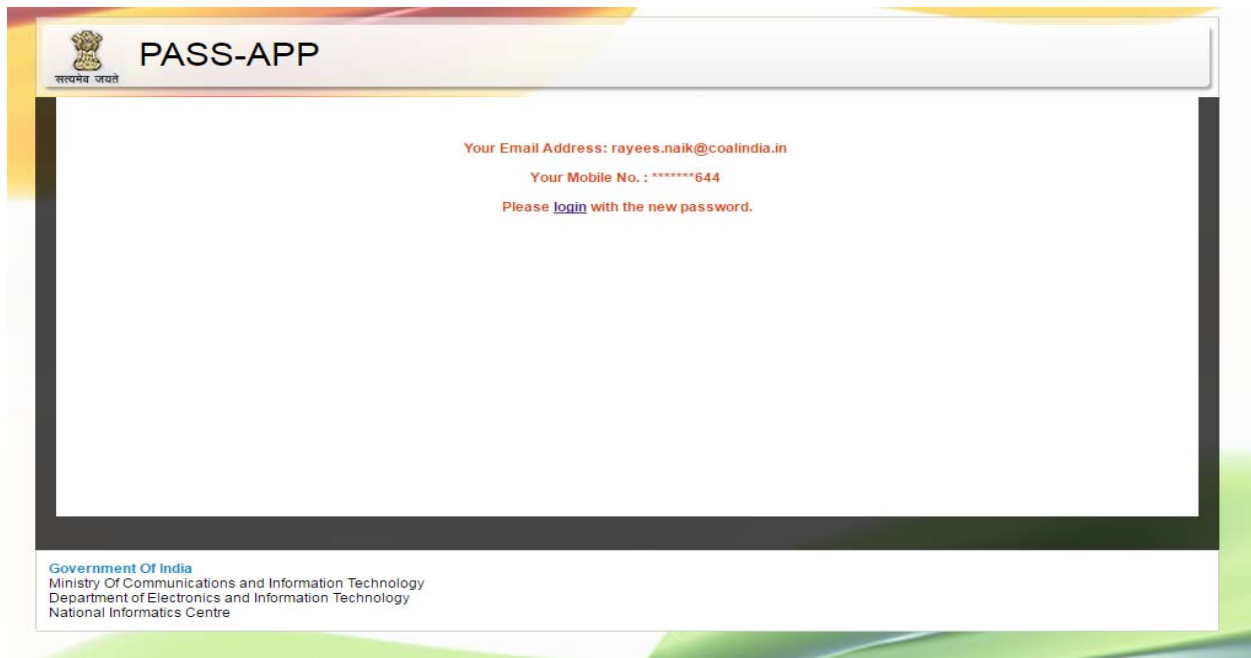 PASS-APP
सत्यमेव जयते
Your Email Address: rayees.naik@coalindia.in
Your Mobile No. : *******644
Please login with the new password.
Government Of India
Ministry Of Communications and Information Technology
Department of Electronics and Information Technology
National Informatics Centre